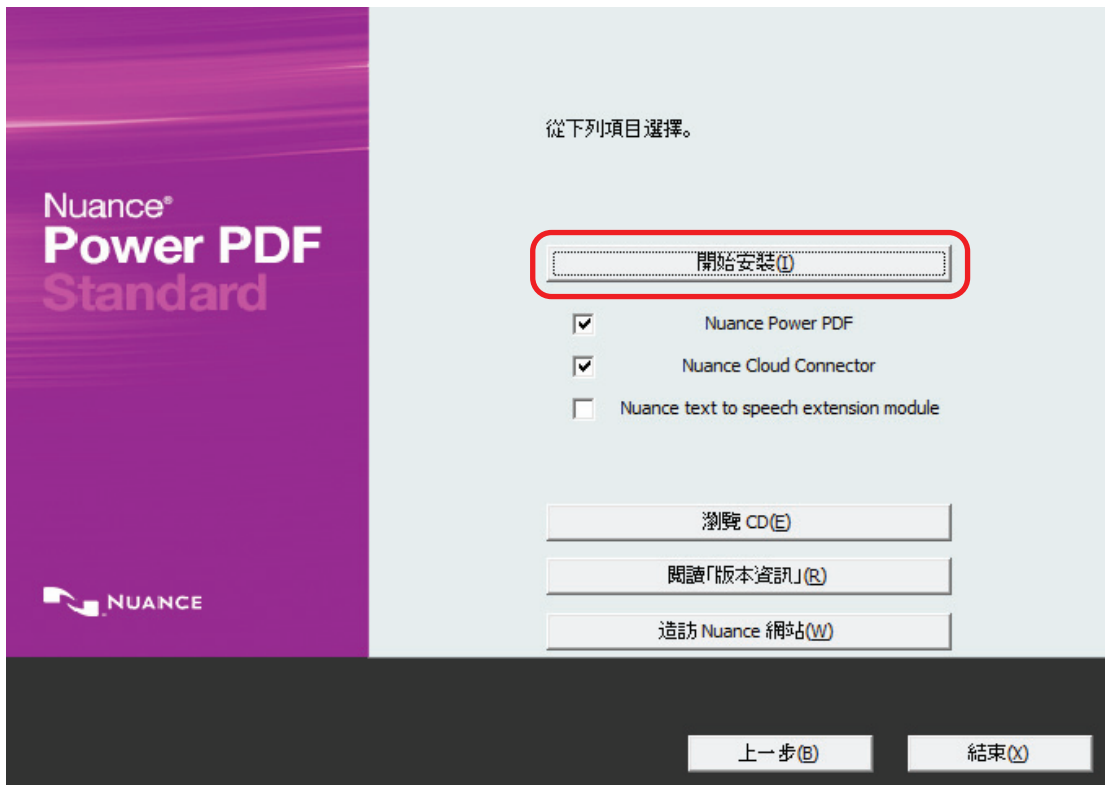 從下列項目選擇。
Nuance®
Power PDF
Standard
開始安裝(I)
Nuance Power PDF
Nuance Cloud Connector
Nuance text to speech extension module
瀏覽 CD(E)
閱讀「版本資訊」(R)
造訪 Nuance 網站(W)
NUANCE
上一步(B)
結束(X)